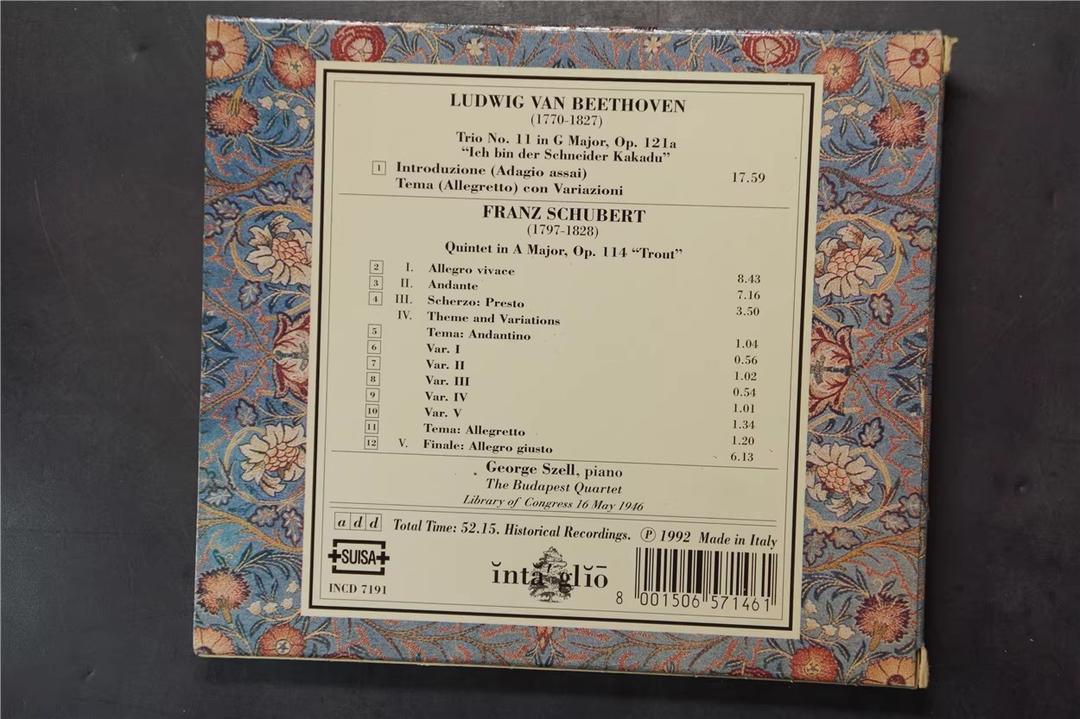 LUDWIG VAN BEETHOVEN
(1770-1827)
Trio No. 11 in G Major, Op. 121a
“Ich bin der Schneider Kakadu”
1 Introduzione (Adagio assai)
Tema (Allegretto) con Variazioni 17.59
FRANZ SCHUBERT
(1797-1828)
Quintet in A Major, Op. 114 “Trout”
2 I. Allegro vivace 8.43
3 II. Andante 7.16
4 III. Scherzo: Presto 3.50
IV. Theme and Variations
5 Tema: Andantino 1.04
6 Var. I 0.56
7 Var. II 1.02
8 Var. III 0.54
9 Var. IV 1.01
10 Var. V 1.34
11 Tema: Allegretto 1.20
12 V. Finale: Allegro giusto 6.13
George Szell, piano
The Budapest Quartet
Library of Congress 16 May 1946
add Total Time: 52.15. Historical Recordings. Ⓟ 1992 Made in Italy
+SUISA+
ĭntá glĭō
INCD 7191
8 001506 571461